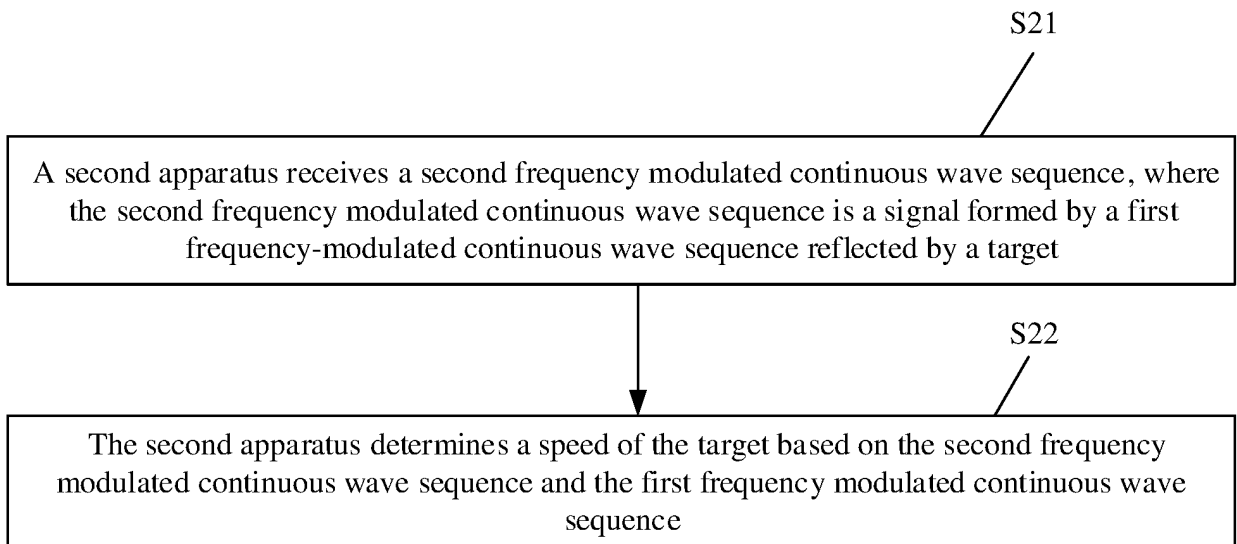 S21
A second apparatus receives a second frequency modulated continuous wave sequence, where
the second frequency modulated continuous wave sequence is a signal formed by a first
frequency-modulated continuous wave sequence reflected by a target
S22
The second apparatus determines a speed of the target based on the second frequency
modulated continuous wave sequence and the first frequency modulated continuous wave
sequence